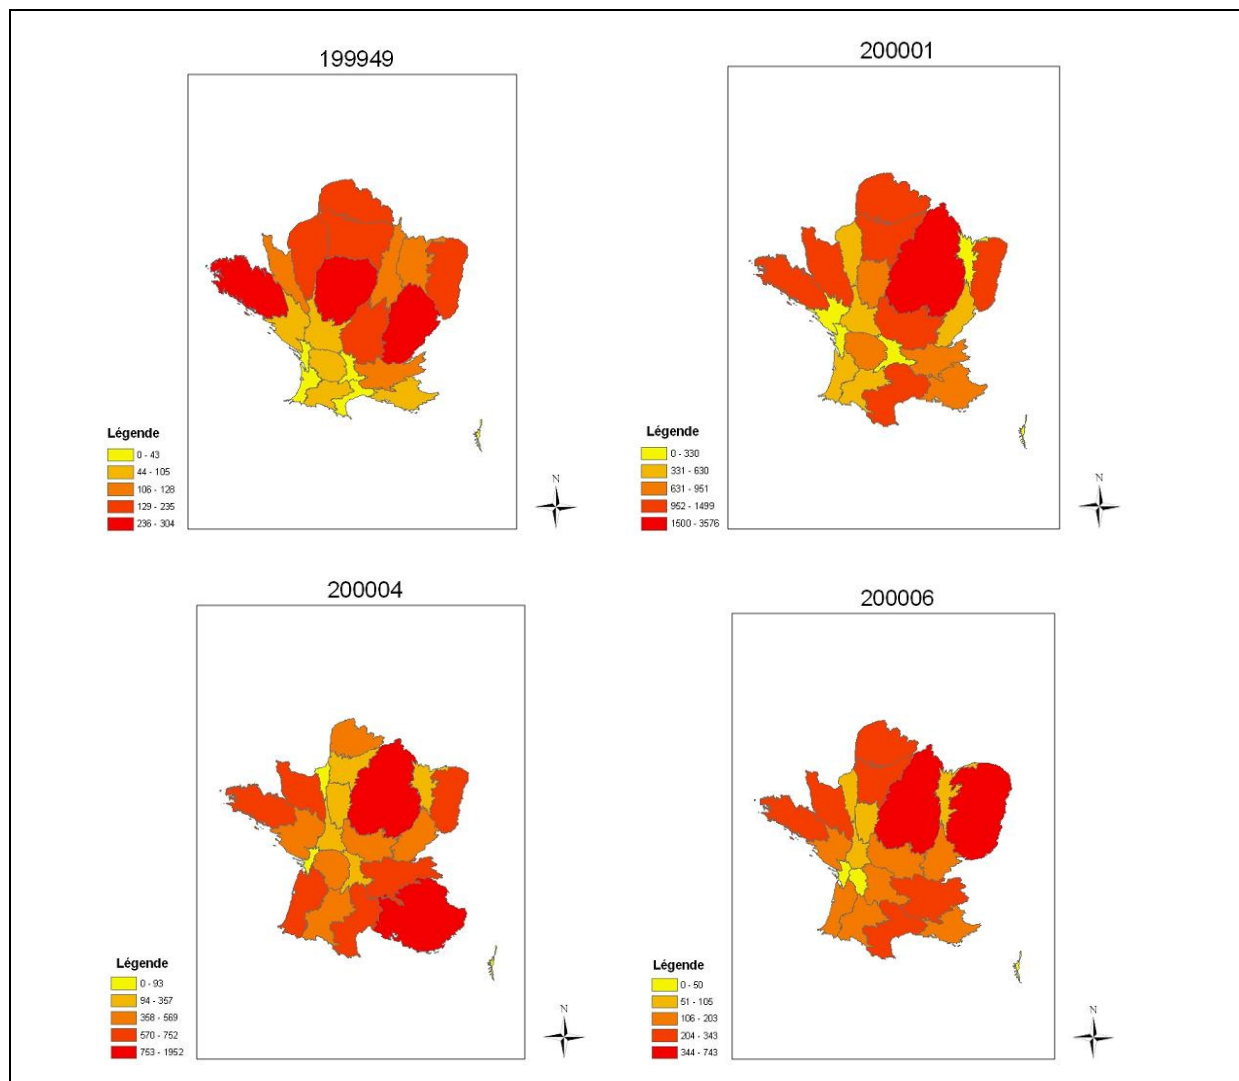 199949
Légende
0 - 43
44 - 105
106 - 128
129 - 235
236 - 304
N
200001
Légende
0 - 330
331 - 630
631 - 951
952 - 1499
1500 - 3576
N
200004
Légende
0 - 93
94 - 357
358 - 569
570 - 752
753 - 1952
N
200006
Légende
0 - 50
51 - 105
106 - 203
204 - 343
344 - 743
N